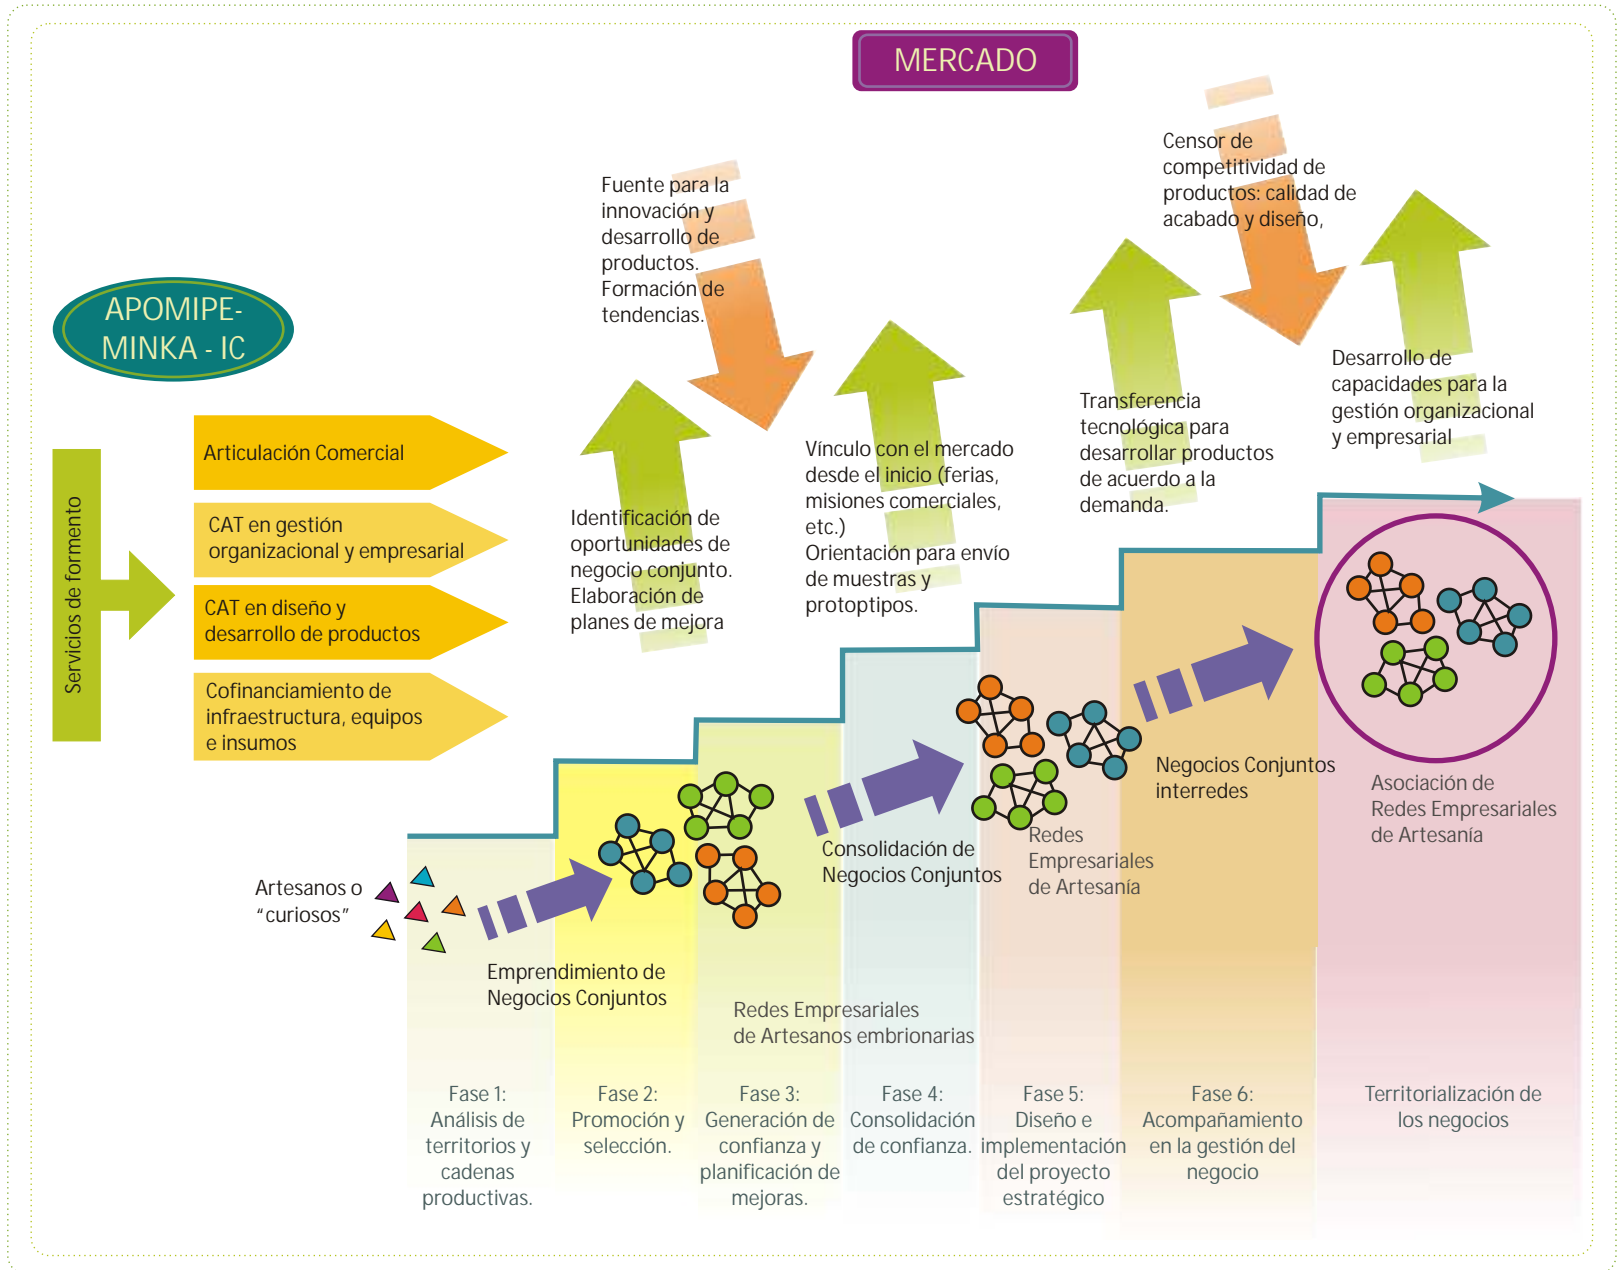 MERCADO
Censor de
competitividad de
productos: calidad de
acabado y diseño,
Fuente para la
innovación y
desarrollo de
productos.
Formación de
tendencias.
APOMIPE-
MINKA - IC
Desarrollo de
capacidades para la
gestión organizacional
y empresarial
Transferencia
tecnológica para
desarrollar productos
de acuerdo a la
demanda.
Vínculo con el mercado
desde el inicio (ferias,
misiones comerciales,
etc.)
Orientación para envío
de muestras y
protoptipos.
Identificación de
oportunidades de
negocio conjunto.
Elaboración de
planes de mejora
Servicios de formento
Articulación Comercial
CAT en gestión
organizacional y empresarial
CAT en diseño y
desarrollo de productos
Cofinanciamiento de
infraestructura, equipos
e insumos
Artesanos o
“curiosos”
Emprendimiento de
Negocios Conjuntos
Redes Empresariales
de Artesanos embrionarias
Consolidación de
Negocios Conjuntos
Redes
Empresariales
de Artesanía
Negocios Conjuntos
interredes
Asociación de
Redes Empresariales
de Artesanía
Fase 1:
Análisis de
territorios y
cadenas
productivas.
Fase 2:
Promoción y
selección.
Fase 3:
Generación de
confianza y
planificación de
mejoras.
Fase 4:
Consolidación
de confianza.
Fase 5:
Diseño e
implementación
del proyecto
estratégico
Fase 6:
Acompañamiento
en la gestión del
negocio
Territorialización de
los negocios